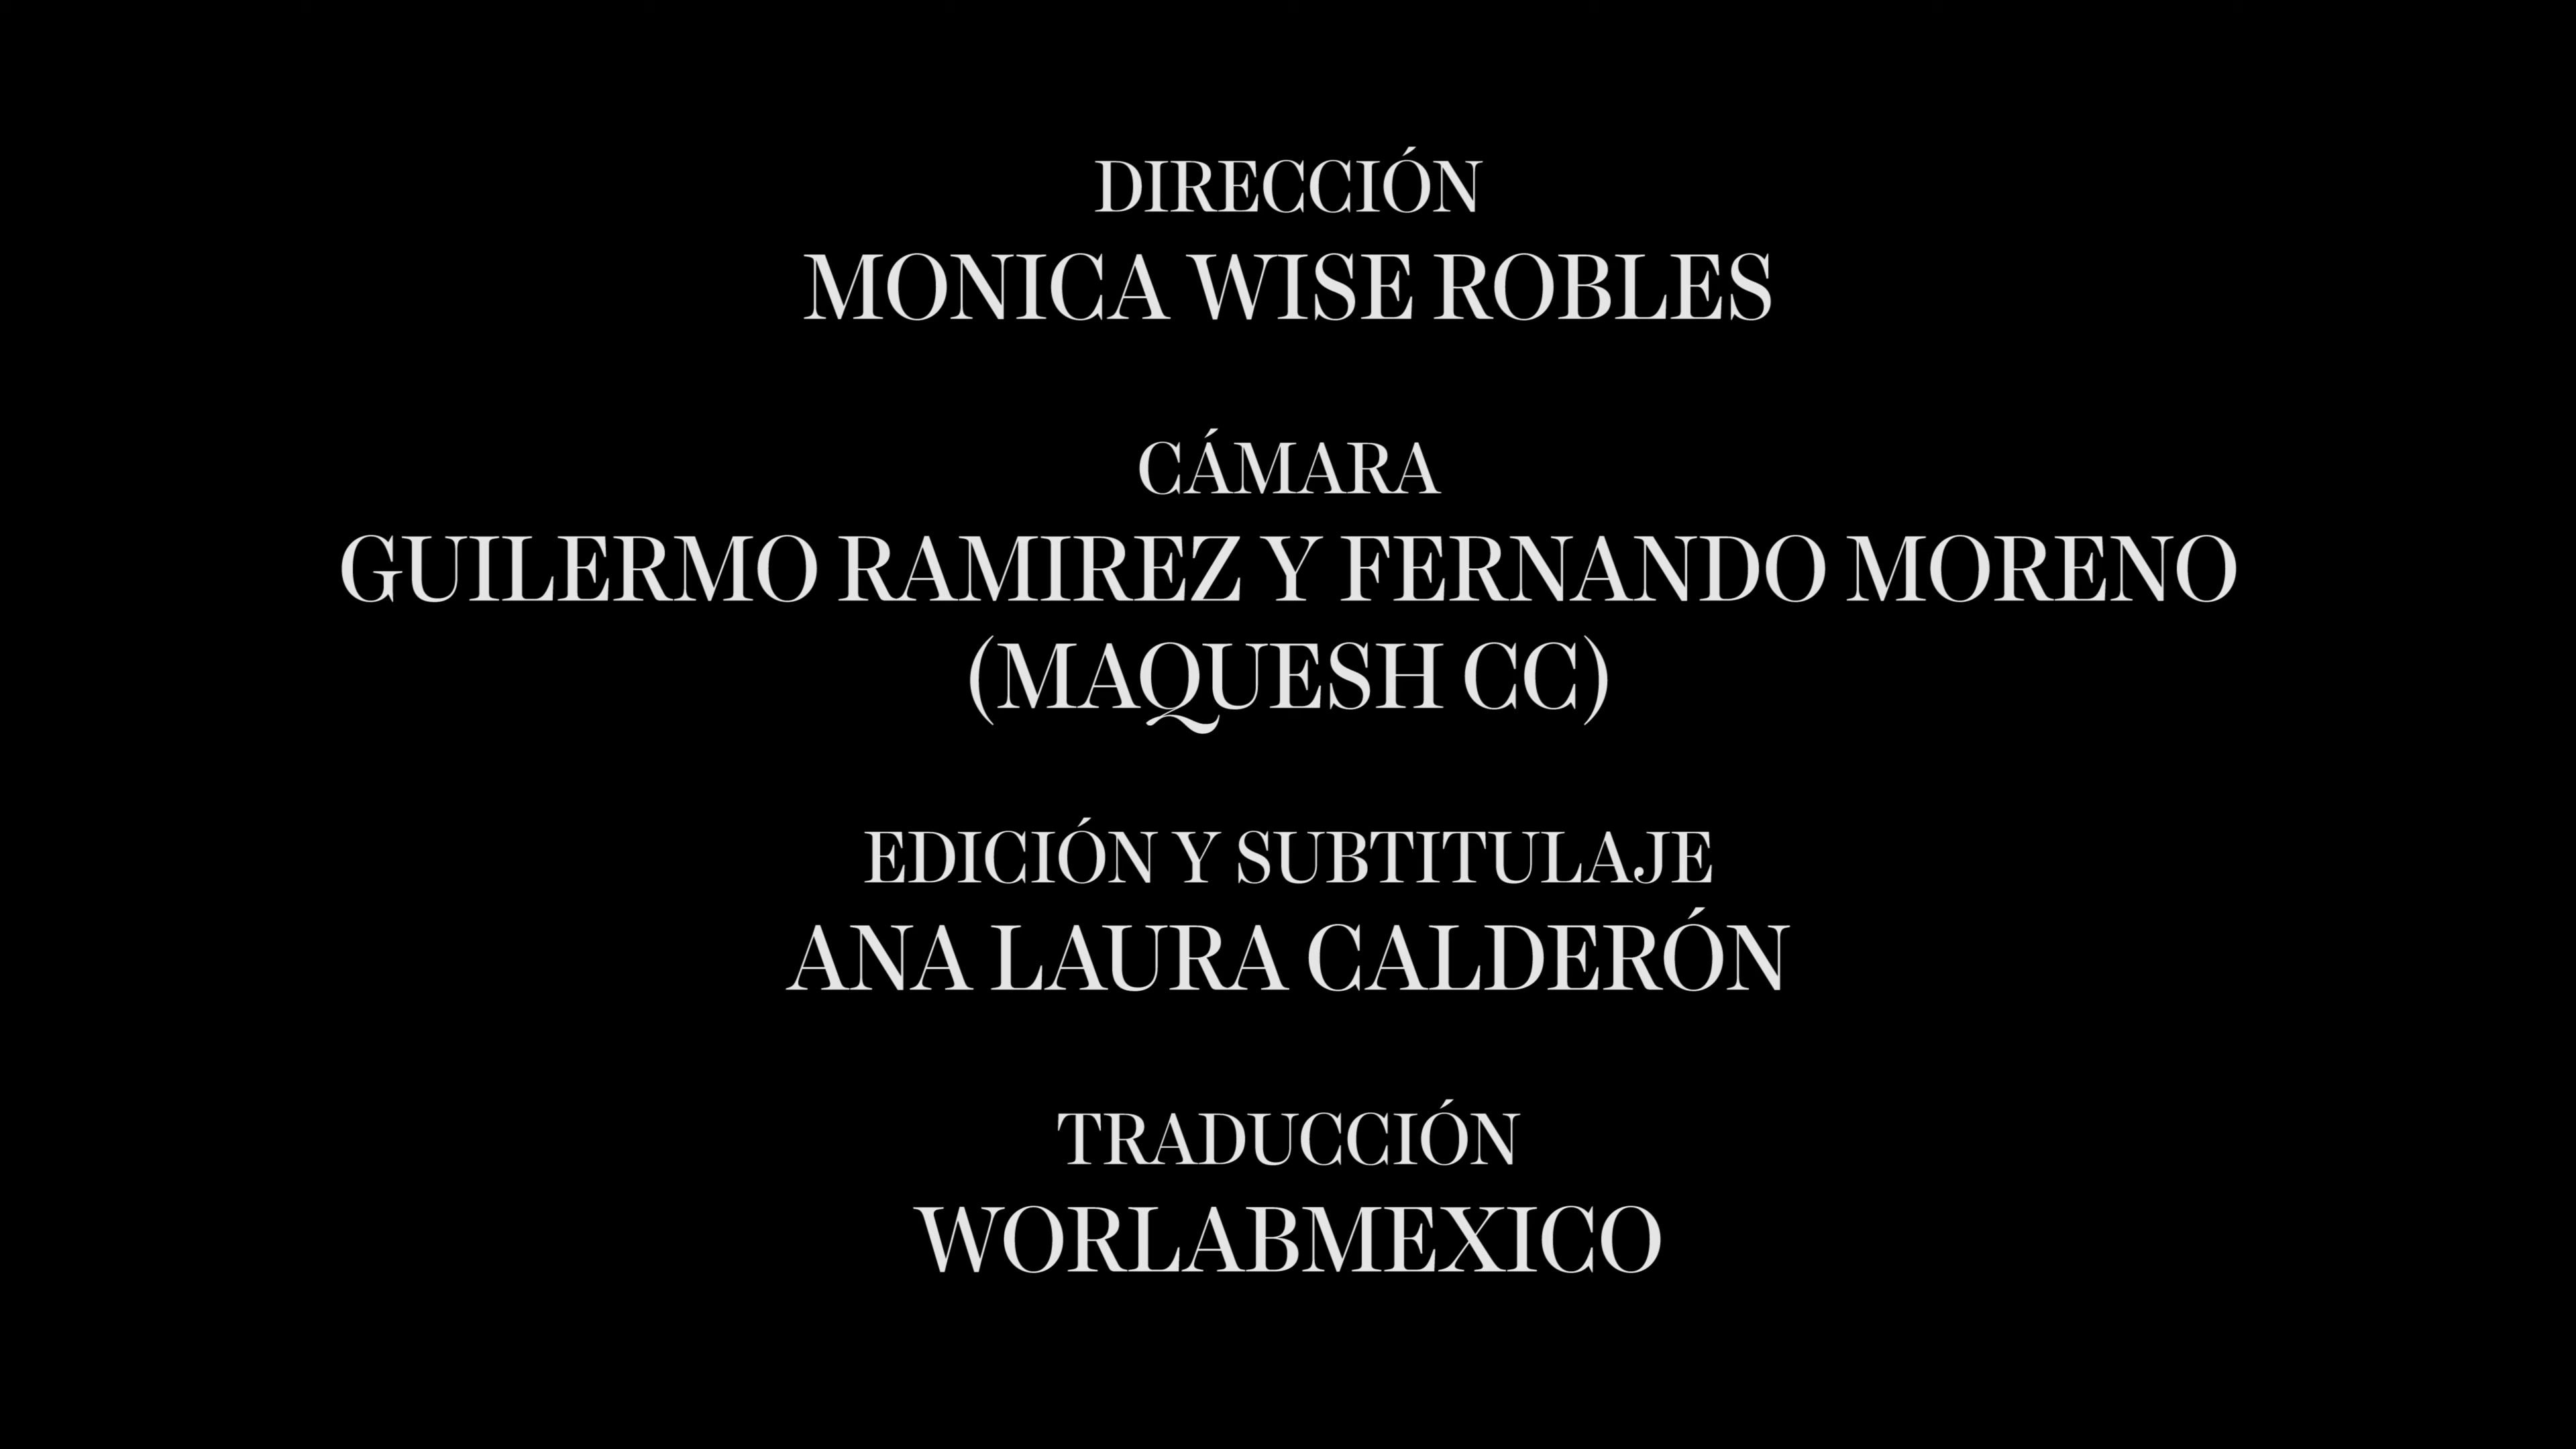 DIRECCIÓN
MONICA WISE ROBLES
CÁMARA
GUILERMO RAMIREZ Y FERNANDO MORENO
(MAQUESH CC)
EDICIÓN Y SUBTITULAJE
ANA LAURA CALDERÓN
TRADUCCIÓN
WORLABMEXICO